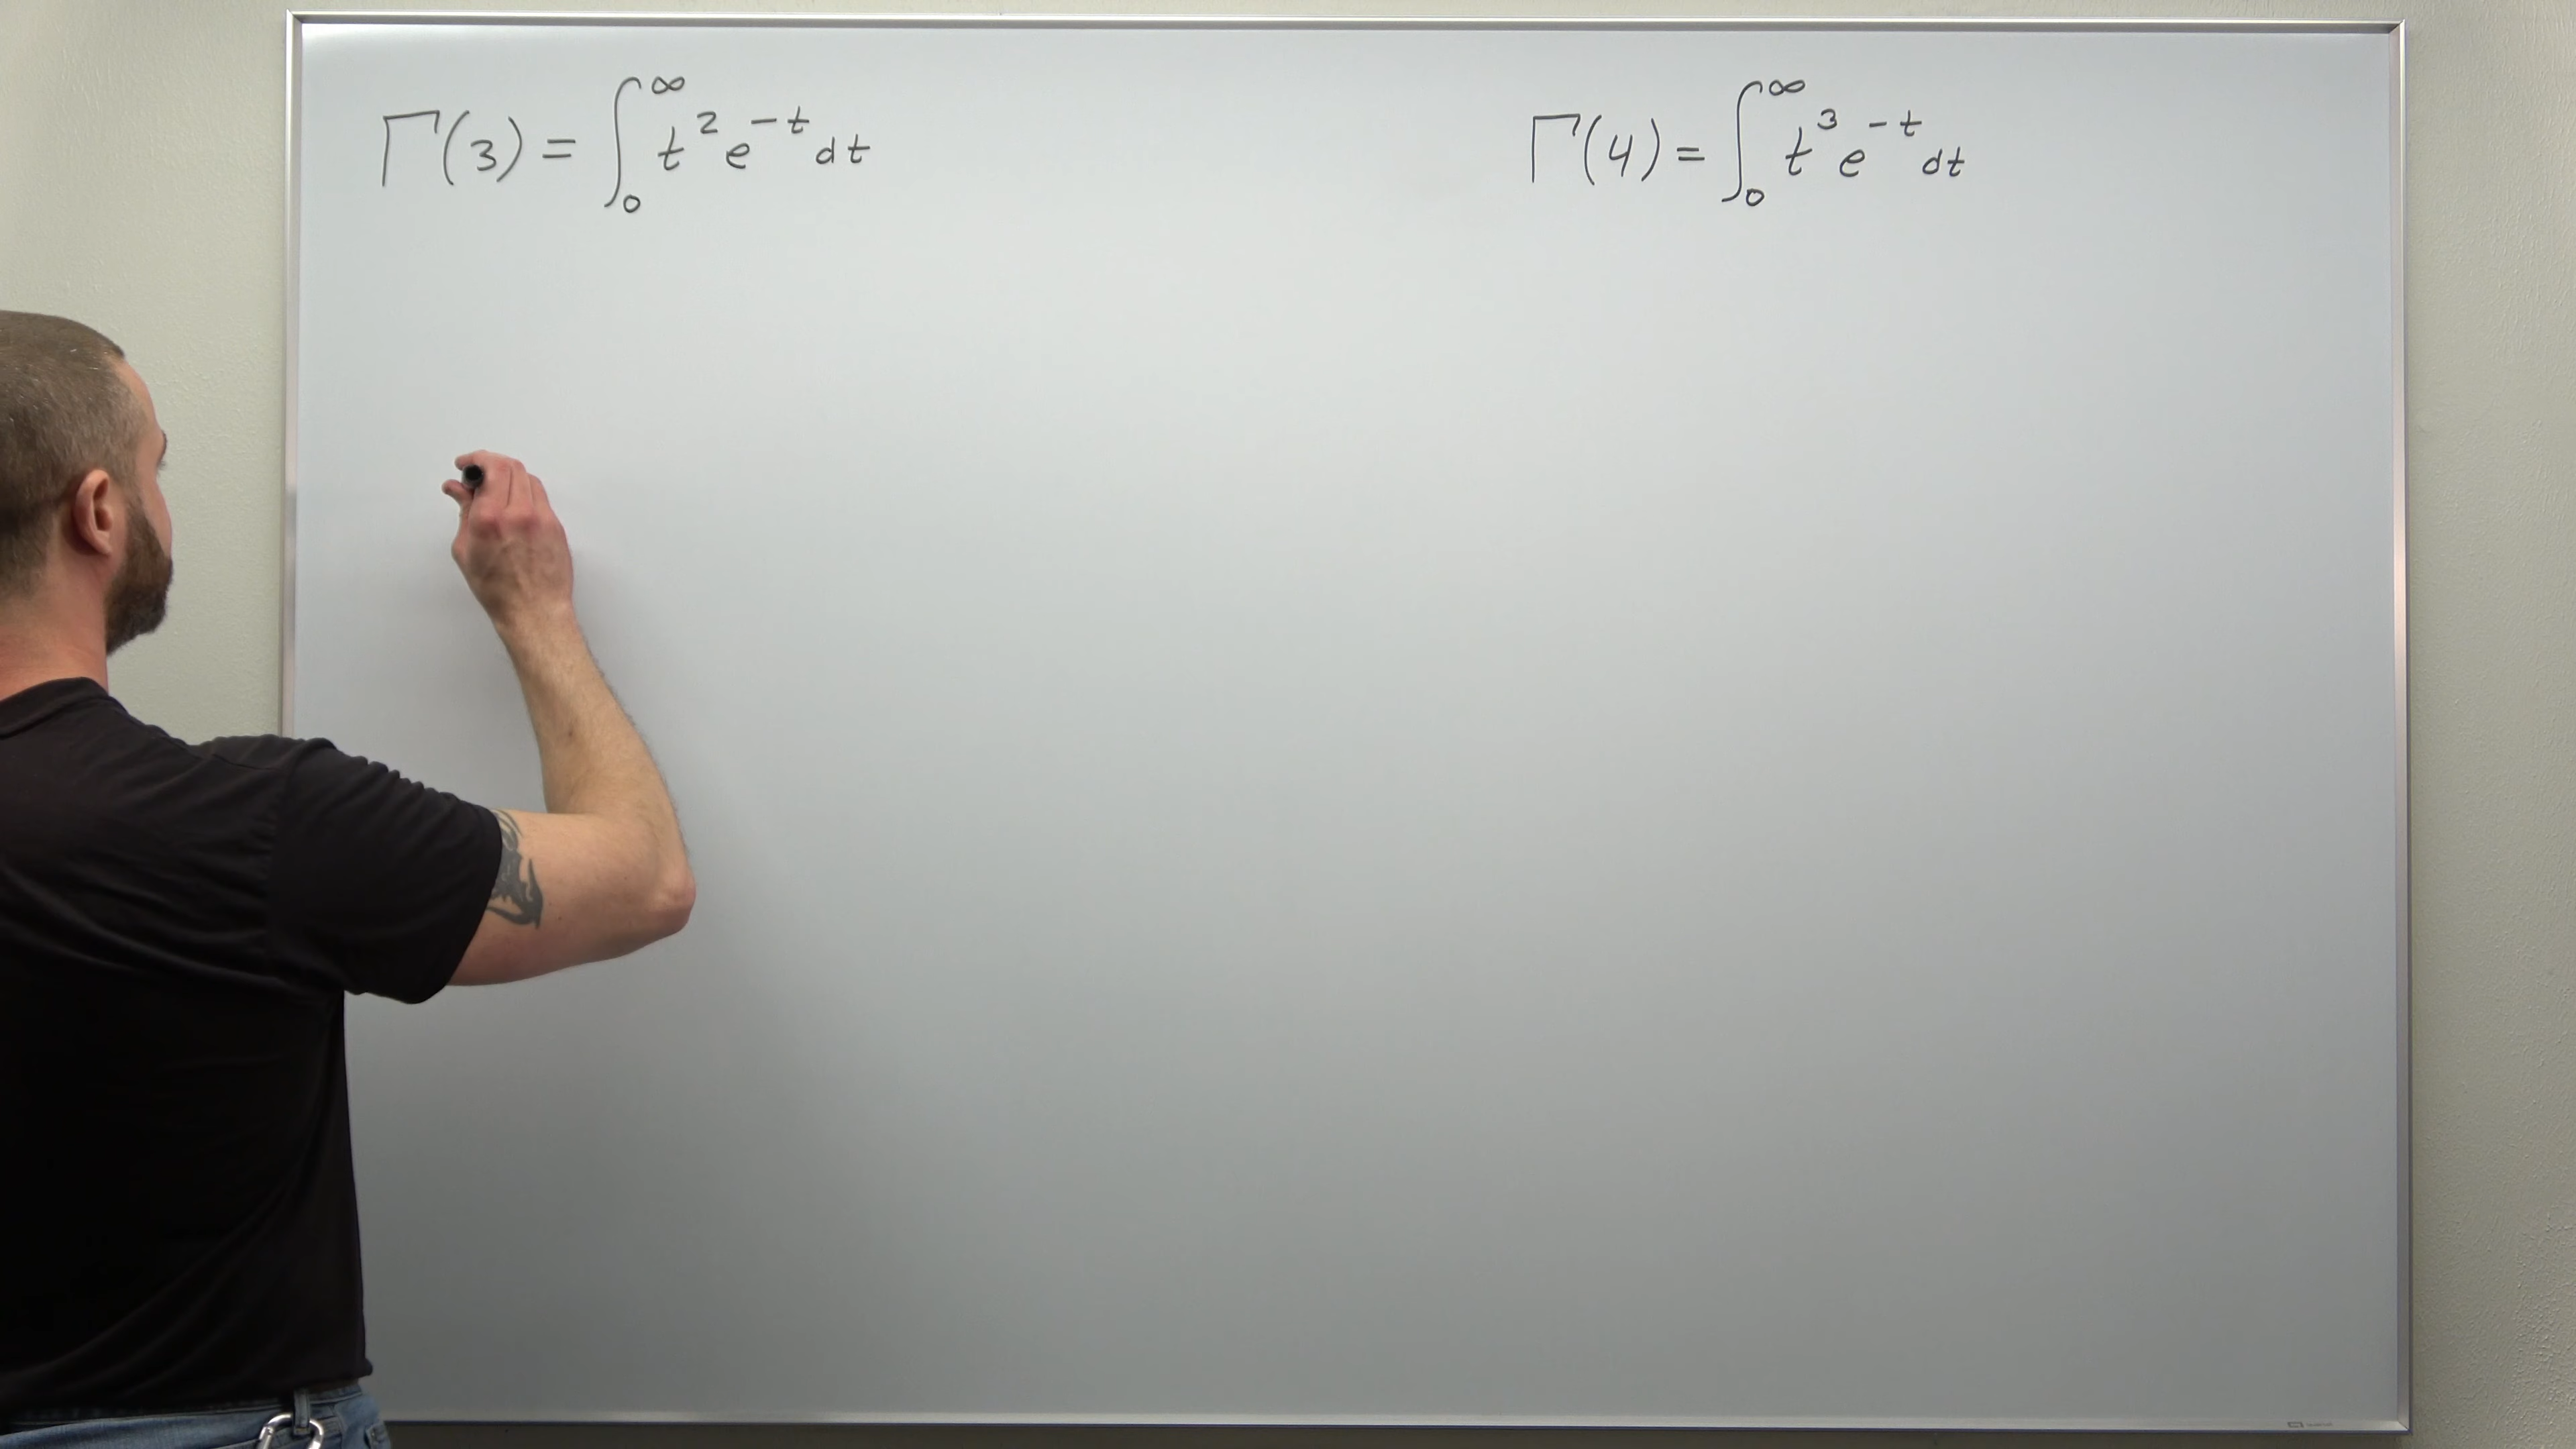 Γ(3) = ∫₀^∞ t² e^{-t} dt
Γ(4) = ∫₀^∞ t³ e^{-t} dt